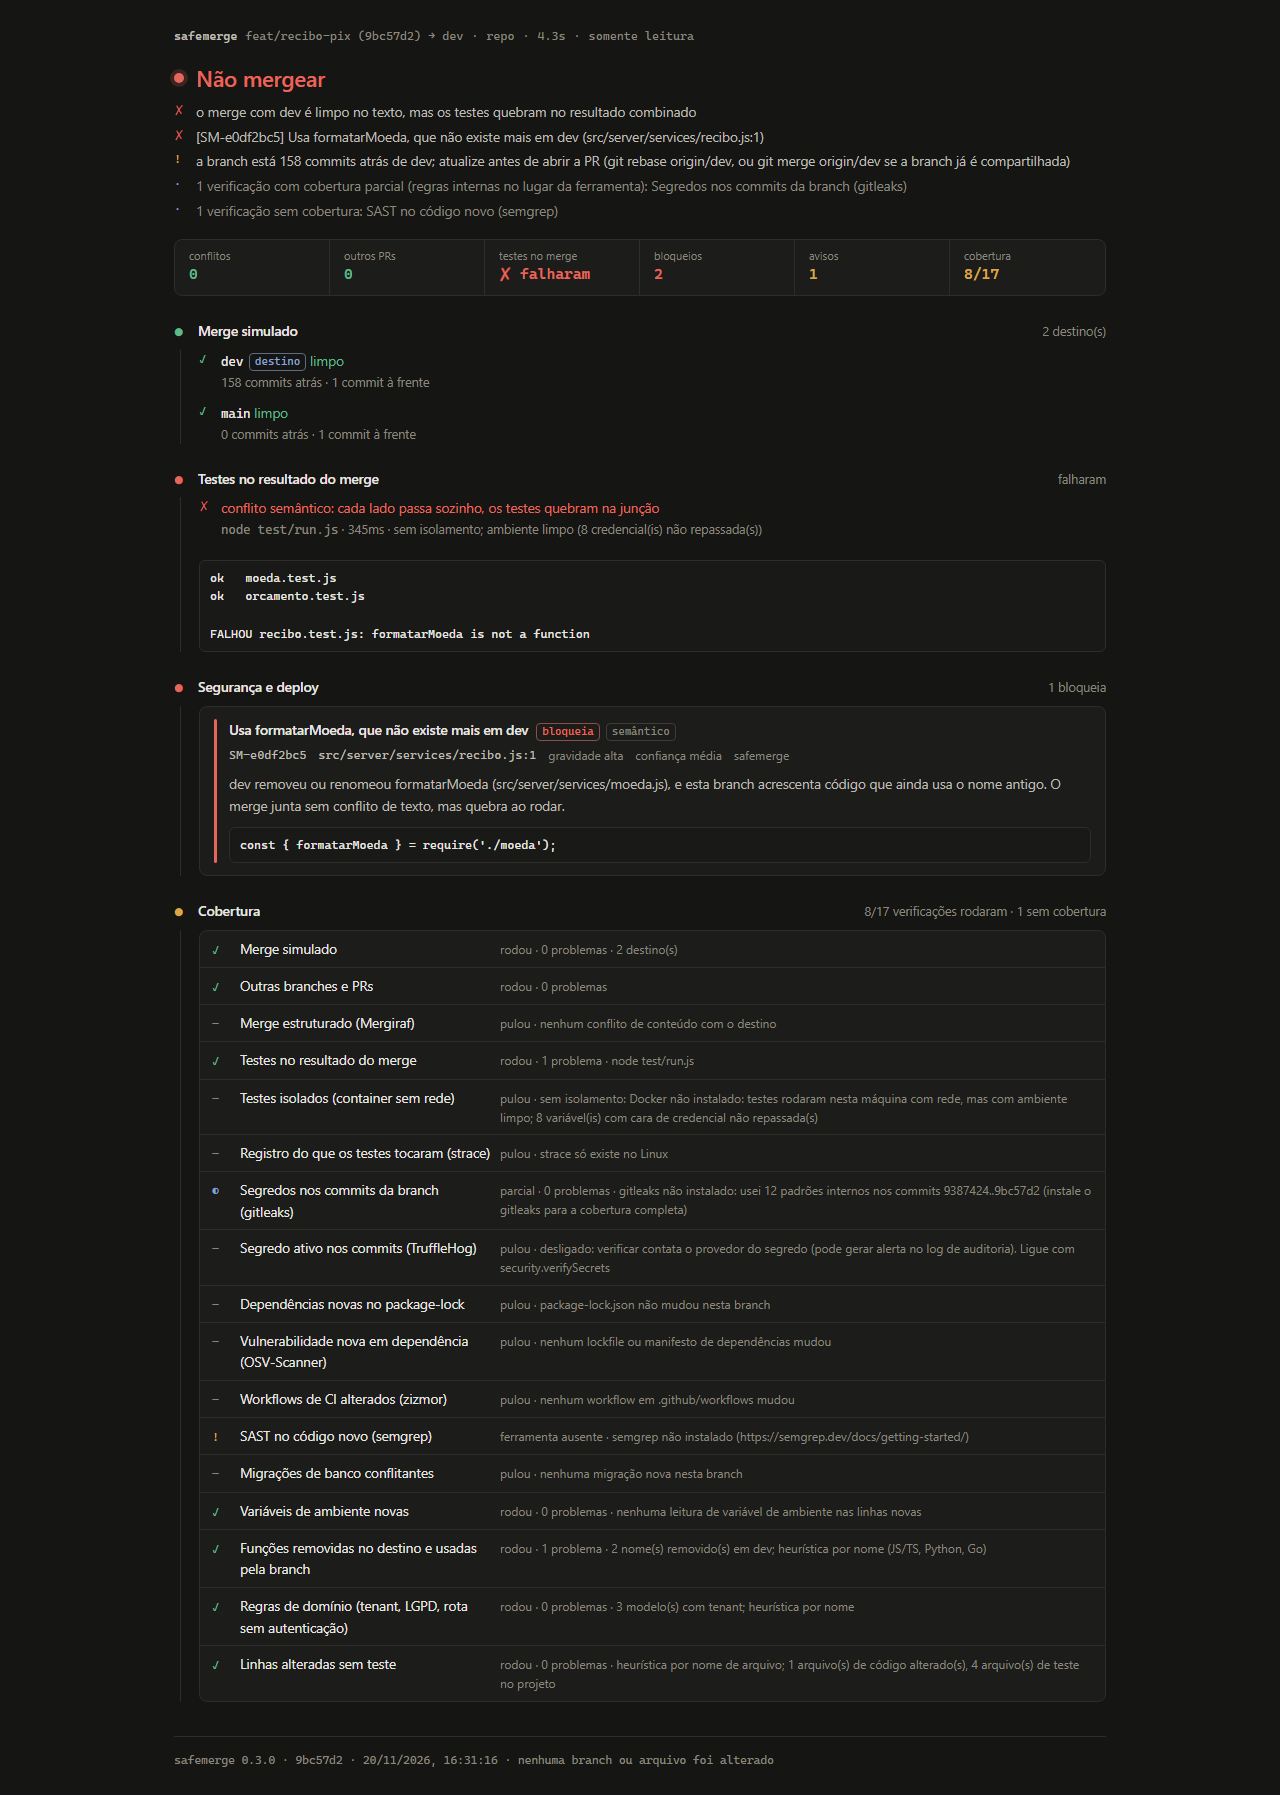 safemerge feat/recibo-pix (9bc57d2) → dev · repo · 4.3s · somente leitura
Não mergear
✗ o merge com dev é limpo no texto, mas os testes quebram no resultado combinado
✗ [SM-e0df2bc5] Usa formatarMoeda, que não existe mais em dev (src/server/services/recibo.js:1)
! a branch está 158 commits atrás de dev; atualize antes de abrir a PR (git rebase origin/dev, ou git merge origin/dev se a branch já é compartilhada)
· 1 verificação com cobertura parcial (regras internas no lugar da ferramenta): Segredos nos commits da branch (gitleaks)
· 1 verificação sem cobertura: SAST no código novo (semgrep)
conflitos outros PRs testes no merge bloqueios avisos cobertura
0 0 ✗ falharam 2 1 8/17
Merge simulado 2 destino(s)
✓ dev destino limpo
158 commits atrás · 1 commit à frente
✓ main limpo
0 commits atrás · 1 commit à frente
Testes no resultado do merge falharam
✗ conflito semântico: cada lado passa sozinho, os testes quebram na junção
node test/run.js · 345ms · sem isolamento; ambiente limpo (8 credencial(is) não repassada(s))
ok moeda.test.js
ok orcamento.test.js
FALHOU recibo.test.js: formatarMoeda is not a function
Segurança e deploy 1 bloqueia
Usa formatarMoeda, que não existe mais em dev bloqueia semântico
SM-e0df2bc5 src/server/services/recibo.js:1 gravidade alta confiança média safemerge
dev removeu ou renomeou formatarMoeda (src/server/services/moeda.js), e esta branch acrescenta código que ainda usa o nome antigo. O
merge junta sem conflito de texto, mas quebra ao rodar.
const { formatarMoeda } = require('./moeda');
Cobertura 8/17 verificações rodaram · 1 sem cobertura
✓ Merge simulado rodou · 0 problemas · 2 destino(s)
✓ Outras branches e PRs rodou · 0 problemas
– Merge estruturado (Mergiraf) pulou · nenhum conflito de conteúdo com o destino
✓ Testes no resultado do merge rodou · 1 problema · node test/run.js
– Testes isolados (container sem rede) pulou · sem isolamento: Docker não instalado: testes rodaram nesta máquina com rede, mas com ambiente
limpo; 8 variável(is) com cara de credencial não repassada(s)
– Registro do que os testes tocaram (strace) pulou · strace só existe no Linux
◐ Segredos nos commits da branch parcial · 0 problemas · gitleaks não instalado: usei 12 padrões internos nos commits 9387424..9bc57d2 (instale o
(gitleaks) gitleaks para a cobertura completa)
– Segredo ativo nos commits (TruffleHog) pulou · desligado: verificar contata o provedor do segredo (pode gerar alerta no log de auditoria). Ligue com
security.verifySecrets
– Dependências novas no package-lock pulou · package-lock.json não mudou nesta branch
– Vulnerabilidade nova em dependência pulou · nenhum lockfile ou manifesto de dependências mudou
(OSV-Scanner)
– Workflows de CI alterados (zizmor) pulou · nenhum workflow em .github/workflows mudou
! SAST no código novo (semgrep) ferramenta ausente · semgrep não instalado (https://semgrep.dev/docs/getting-started/)
– Migrações de banco conflitantes pulou · nenhuma migração nova nesta branch
✓ Variáveis de ambiente novas rodou · 0 problemas · nenhuma leitura de variável de ambiente nas linhas novas
✓ Funções removidas no destino e usadas rodou · 1 problema · 2 nome(s) removido(s) em dev; heurística por nome (JS/TS, Python, Go)
pela branch
✓ Regras de domínio (tenant, LGPD, rota rodou · 0 problemas · 3 modelo(s) com tenant; heurística por nome
sem autenticação)
✓ Linhas alteradas sem teste rodou · 0 problemas · heurística por nome de arquivo; 1 arquivo(s) de código alterado(s), 4 arquivo(s) de teste
no projeto
safemerge 0.3.0 · 9bc57d2 · 20/11/2026, 16:31:16 · nenhuma branch ou arquivo foi alterado